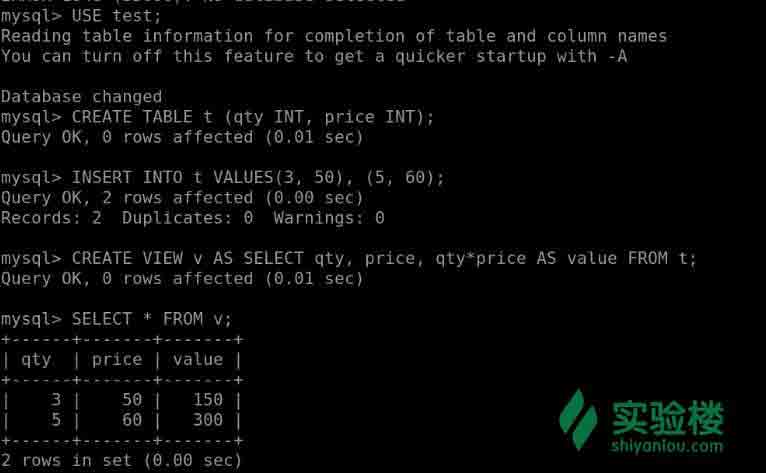 mysql> USE test;
Reading table information for completion of table and column names
You can turn off this feature to get a quicker startup with -A
Database changed
mysql> CREATE TABLE t (qty INT, price INT);
Query OK, 0 rows affected (0.01 sec)
mysql> INSERT INTO t VALUES(3, 50), (5, 60);
Query OK, 2 rows affected (0.00 sec)
Records: 2  Duplicates: 0  Warnings: 0
mysql> CREATE VIEW v AS SELECT qty, price, qty*price AS value FROM t;
Query OK, 0 rows affected (0.01 sec)
mysql> SELECT * FROM v;
+------+-------+-------+
| qty  | price | value |
+------+-------+-------+
|    3 |    50 |   150 |
|    5 |    60 |   300 |
+------+-------+-------+
2 rows in set (0.00 sec)
实验楼
shiyanlou.com